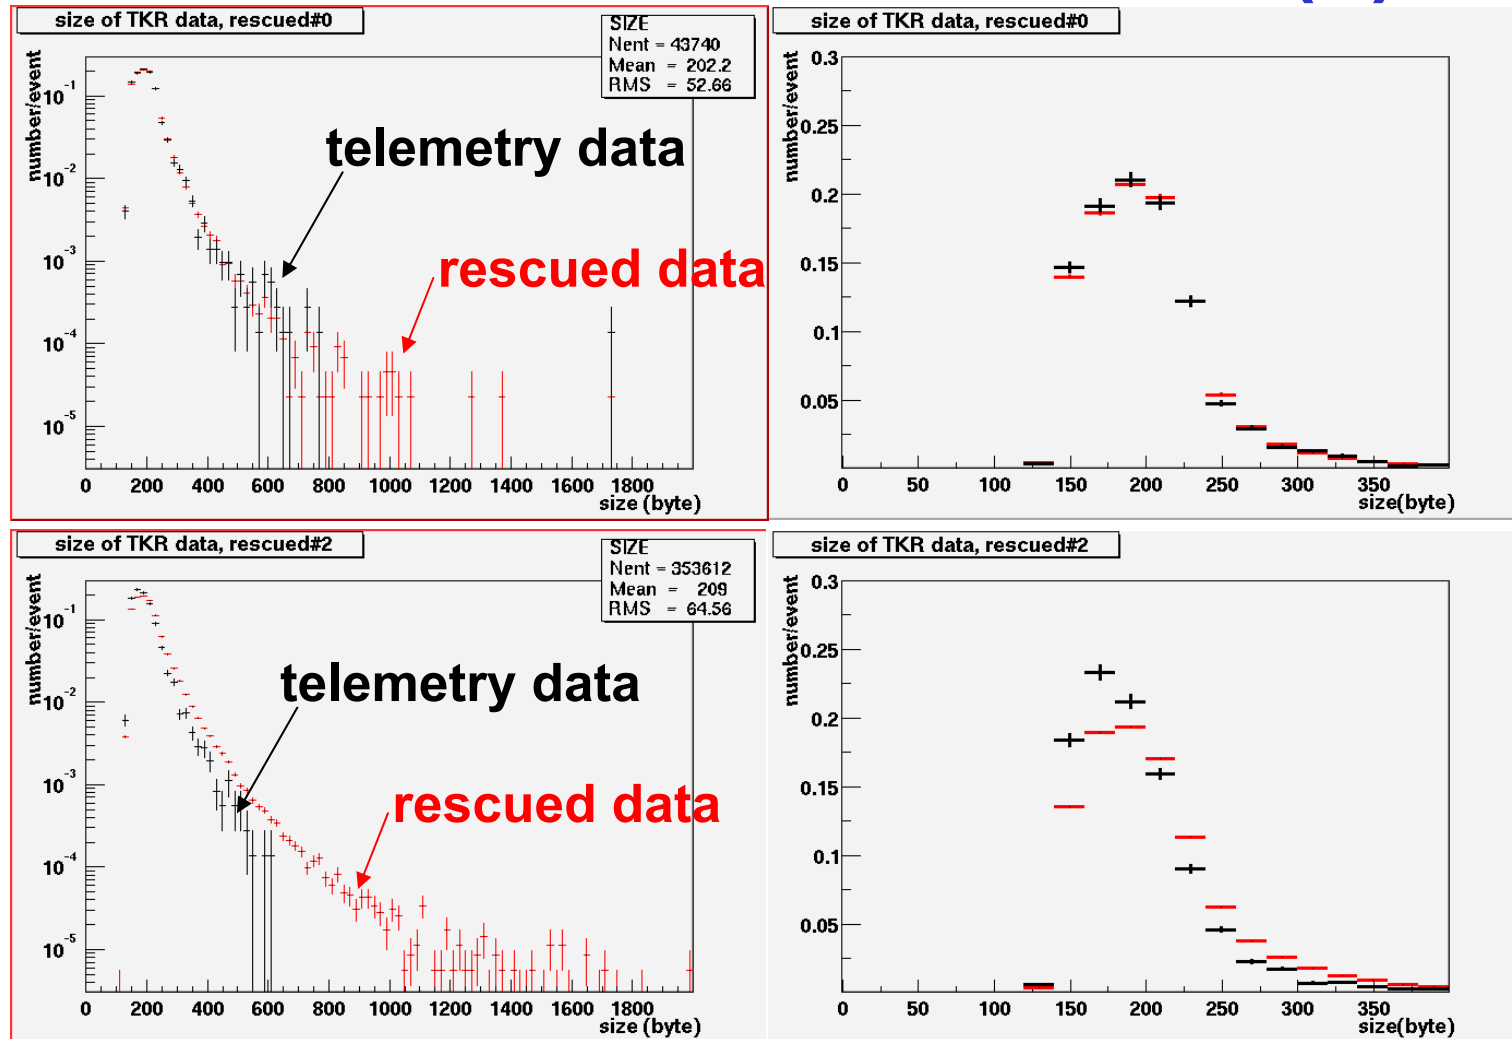 size of TKR data, rescued#0
SIZE
Nent = 43740
Mean = 202.2
RMS = 52.66
number/event
10-1
10-2
10-3
10-4
10-5
telemetry data
rescued data
0 200 400 600 800 1000 1200 1400 1600 1800
size (byte)
size of TKR data, rescued#0
number/event
0.3
0.25
0.2
0.15
0.1
0.05
0 50 100 150 200 250 300 350
size(byte)
size of TKR data, rescued#2
SIZE
Nent = 353612
Mean = 209
RMS = 64.56
number/event
10-1
10-2
10-3
10-4
10-5
telemetry data
rescued data
0 200 400 600 800 1000 1200 1400 1600 1800
size (byte)
size of TKR data, rescued#2
number/event
0.3
0.25
0.2
0.15
0.1
0.05
0 50 100 150 200 250 300 350
size(byte)